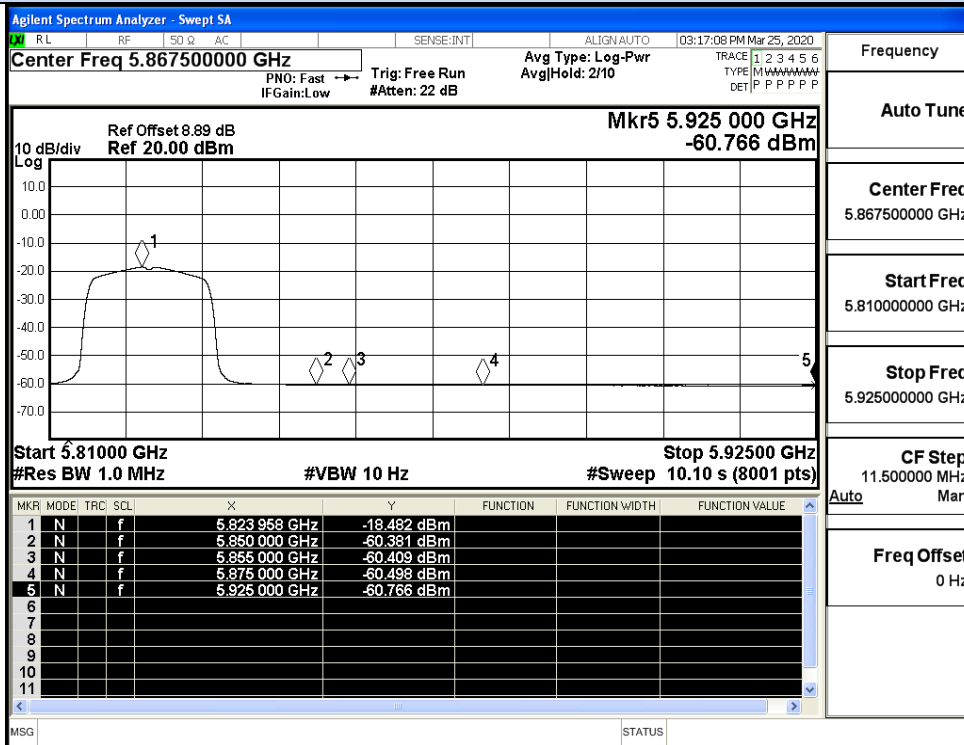 Agilent Spectrum Analyzer - Swept SA
LXI RL RF 50 Ω AC SENSE:INT ALIGN AUTO 03:17:08 PM Mar 25, 2020
Center Freq 5.867500000 GHz
PNO: Fast
IFGain:Low
Trig: Free Run
#Atten: 22 dB
Avg Type: Log-Pwr
Avg|Hold: 2/10
TRACE 1 2 3 4 5 6
TYPE M WWWWW
DET P P P P P P
Frequency
Auto Tune
Center Freq
5.867500000 GHz
Start Freq
5.810000000 GHz
Stop Freq
5.925000000 GHz
CF Step
11.500000 MHz
Auto Man
Freq Offset
0 Hz
Mkr5 5.925 000 GHz
-60.766 dBm
Ref Offset 8.89 dB
10 dB/div Ref 20.00 dBm
Log
10.0
0.00
-10.0
-20.0
-30.0
-40.0
-50.0
-60.0
-70.0
1
2
3
4
5
Start 5.81000 GHz Stop 5.92500 GHz
#Res BW 1.0 MHz #VBW 10 Hz #Sweep 10.10 s (8001 pts)
MKR MODE TRC SCL X Y FUNCTION FUNCTION WIDTH FUNCTION VALUE
1 N f 5.823 958 GHz -18.482 dBm
2 N f 5.850 000 GHz -60.381 dBm
3 N f 5.855 000 GHz -60.409 dBm
4 N f 5.875 000 GHz -60.498 dBm
5 N f 5.925 000 GHz -60.766 dBm
6
7
8
9
10
11
MSG STATUS